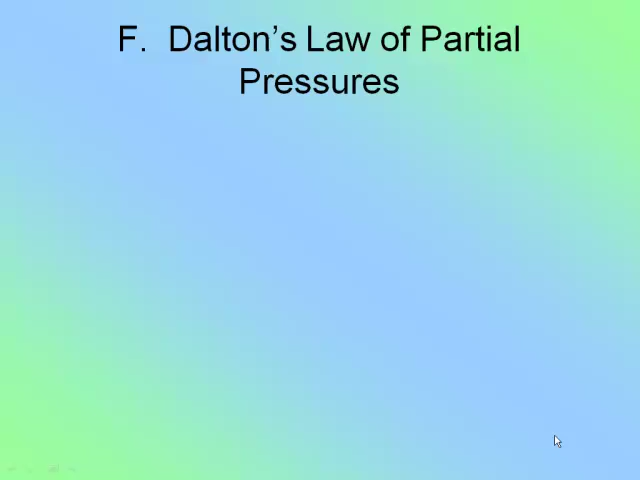 F. Dalton’s Law of Partial
Pressures